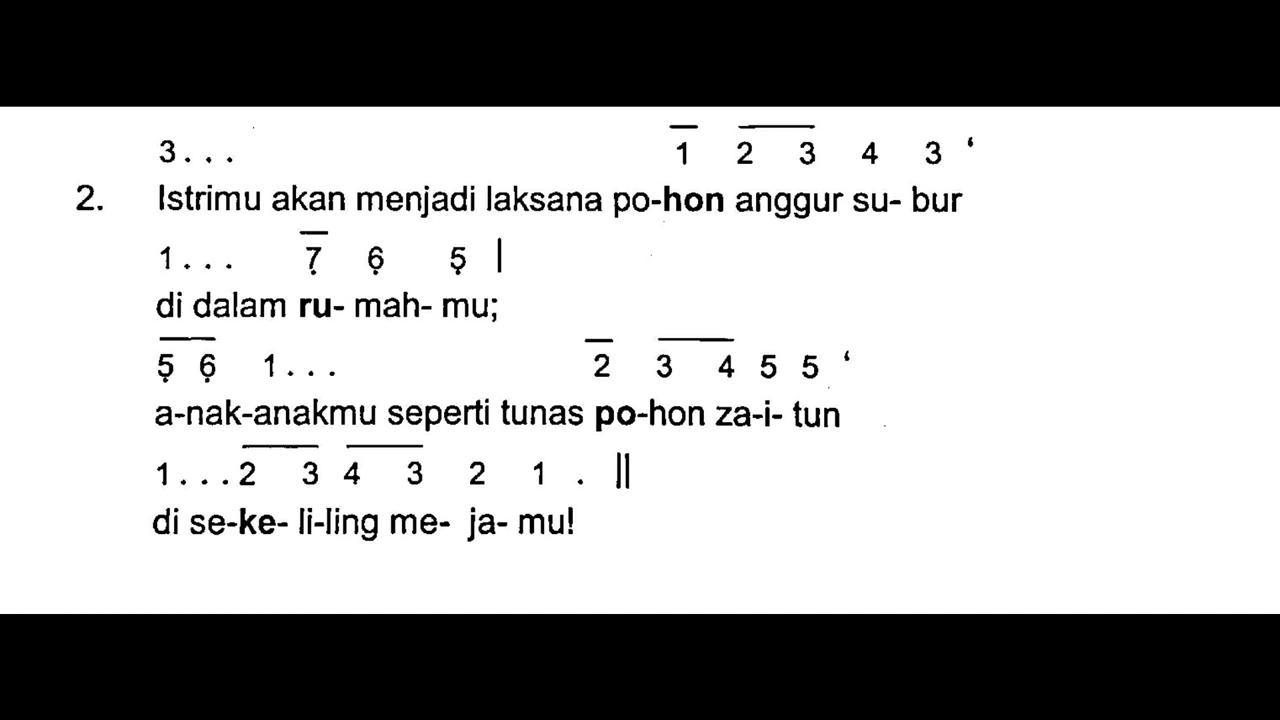 3... 1 2 3 4 3 ‘
2. Istrimu akan menjadi laksana po-hon anggur su- bur
1... 7̣ 6̣ 5̣ |
di dalam ru- mah- mu;
5̣ 6̣ 1... 2 3 4 5 5 ‘
a-nak-anakmu seperti tunas po-hon za-i- tun
1...2 3 4 3 2 1 . ||
di se-ke- li-ling me- ja- mu!